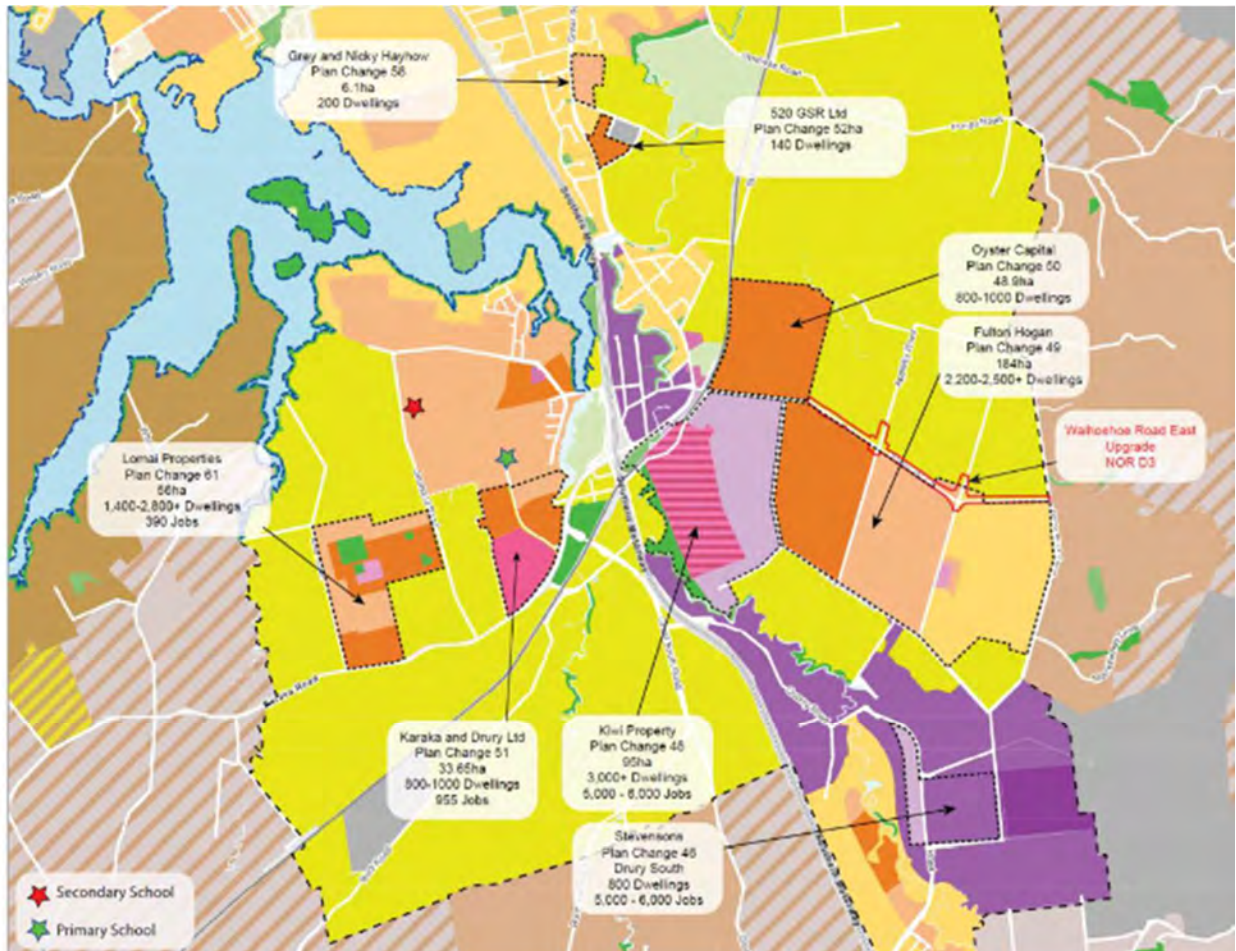 Grey and Nicky Hayhow
Plan Change 58
6.1ha
200 Dwellings
520 GSR Ltd
Plan Change 52ha
140 Dwellings
Oyster Capital
Plan Change 50
48.9ha
800-1000 Dwellings
Fulton Hogan
Plan Change 49
184ha
2,200-2,500+ Dwellings
Waihoehoe Road East
Upgrade
NOR D3
Lomai Properties
Plan Change 61
56ha
1,400-2,800+ Dwellings
390 Jobs
Karaka and Drury Ltd
Plan Change 51
33.65ha
800-1000 Dwellings
955 Jobs
Kiwi Property
Plan Change 48
95ha
3,000+ Dwellings
5,000 - 6,000 Jobs
Stevensons
Plan Change 46
Drury South
800 Dwellings
5,000 - 6,000 Jobs
Secondary School
Primary School